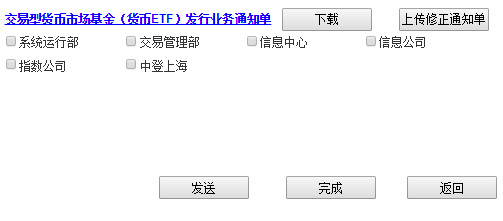 交易型货币市场基金（货币ETF）发行业务通知单 下载 上传修正通知单
系统运行部 交易管理部 信息中心 信息公司
指数公司 中登上海
发送 完成 返回